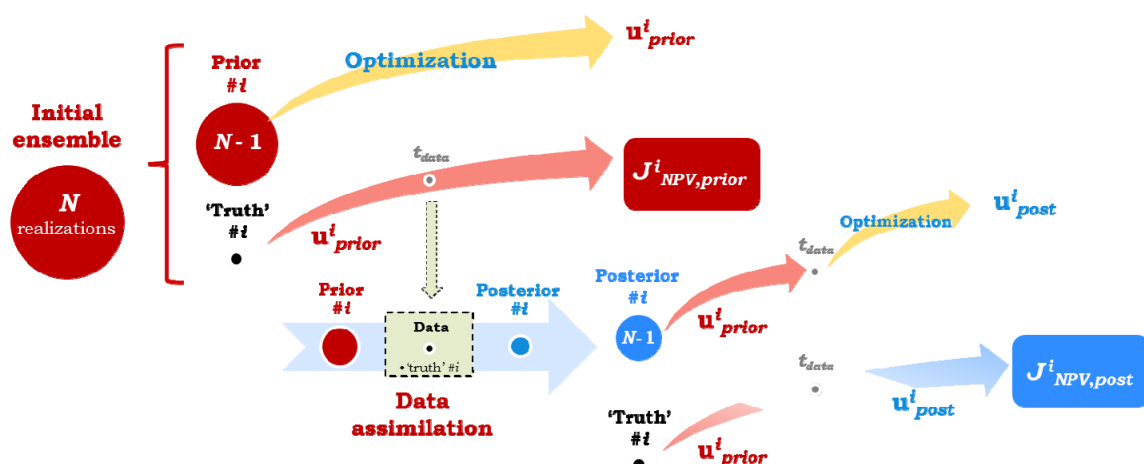 Initial
ensemble
N
realizations
Prior
#i
N - 1
'Truth'
#i
Optimization
u^i_prior
t_data
J^i_NPV,prior
u^i_prior
Prior
#i
Data
• 'truth' #i
Posterior
#i
Data
assimilation
Posterior
#i
N - 1
u^i_prior
t_data
Optimization
u^i_post
'Truth'
#i
u^i_prior
t_data
u^i_post
J^i_NPV,post